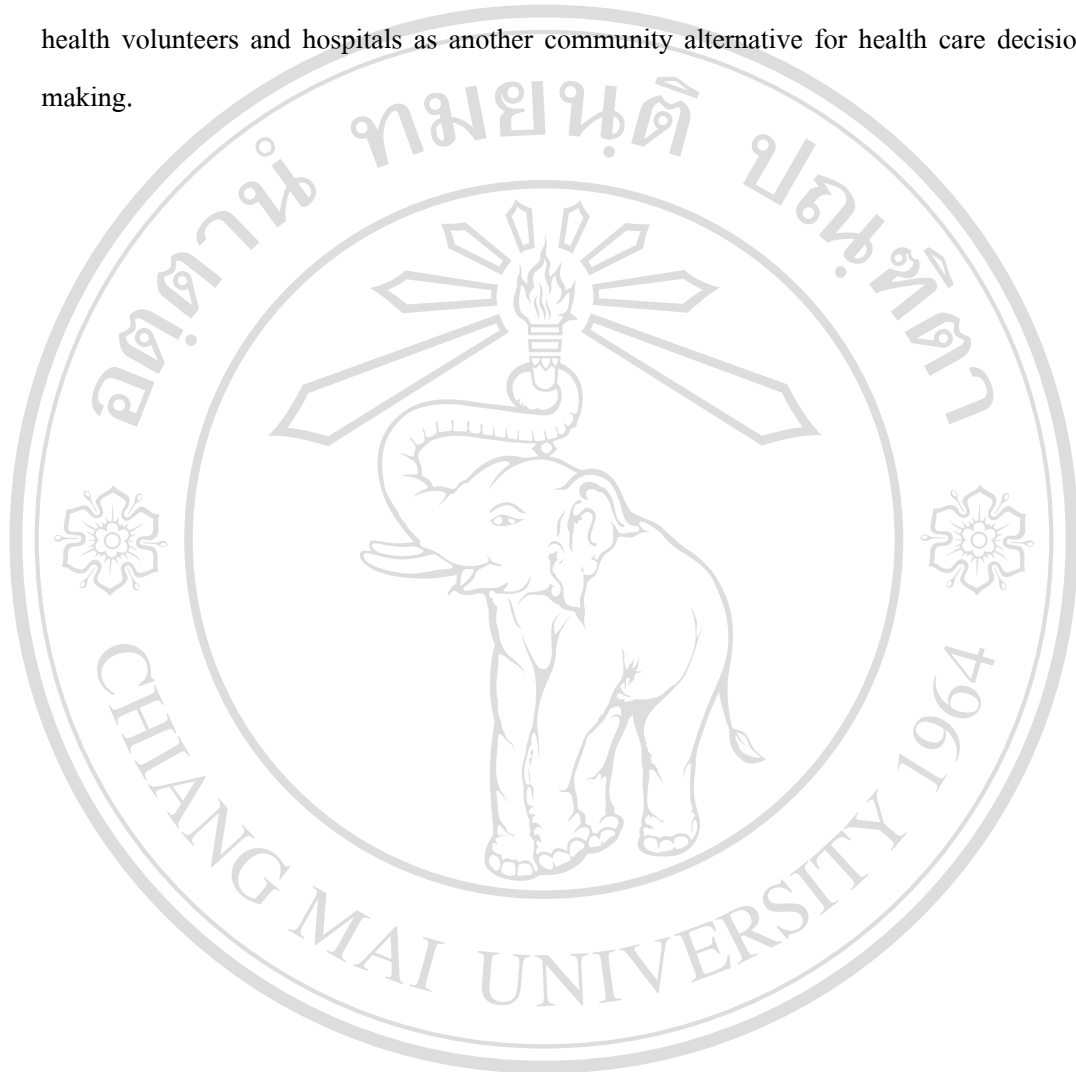 health volunteers and hospitals as another community alternative for health care decisio
making.
อตฺตานํ ทมยนฺติ ปณฺฑิตา
CHIANG MAI UNIVERSITY 1964